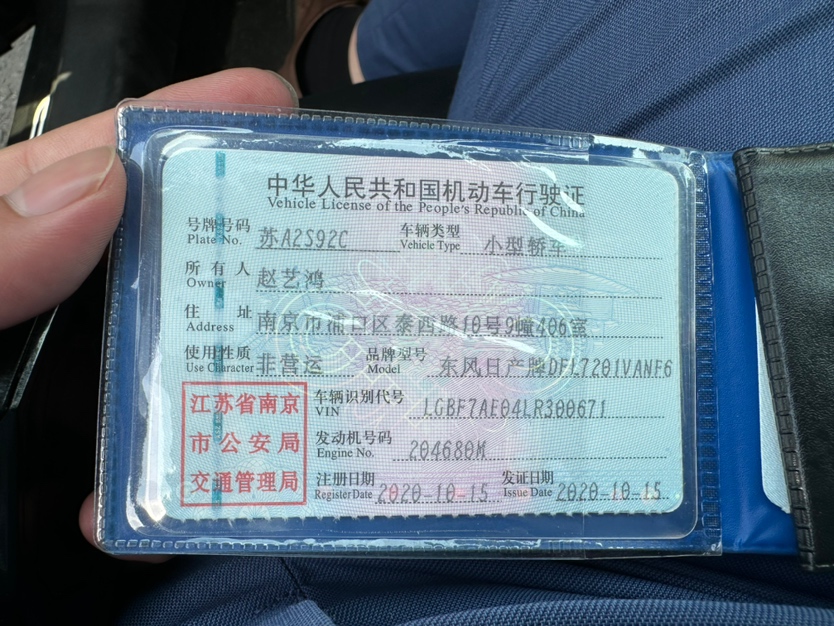 中华人民共和国机动车行驶证
Vehicle License of the People's Republic of China
号牌号码 苏A2S92C 车辆类型 小型轿车
Plate No. Vehicle Type
所有人 赵艺鸿
Owner
住址 南京市浦口区泰西路10号9幢406室
Address
使用性质 非营运 品牌型号 东风日产牌DFL7201VANF6
Use Character Model
江苏省南京
市公安局
交通管理局
车辆识别代号 LGBF7AE04LR300671
VIN
发动机号码 204680M
Engine No.
注册日期 2020-10-15 发证日期 2020-10-15
Register Date Issue Date